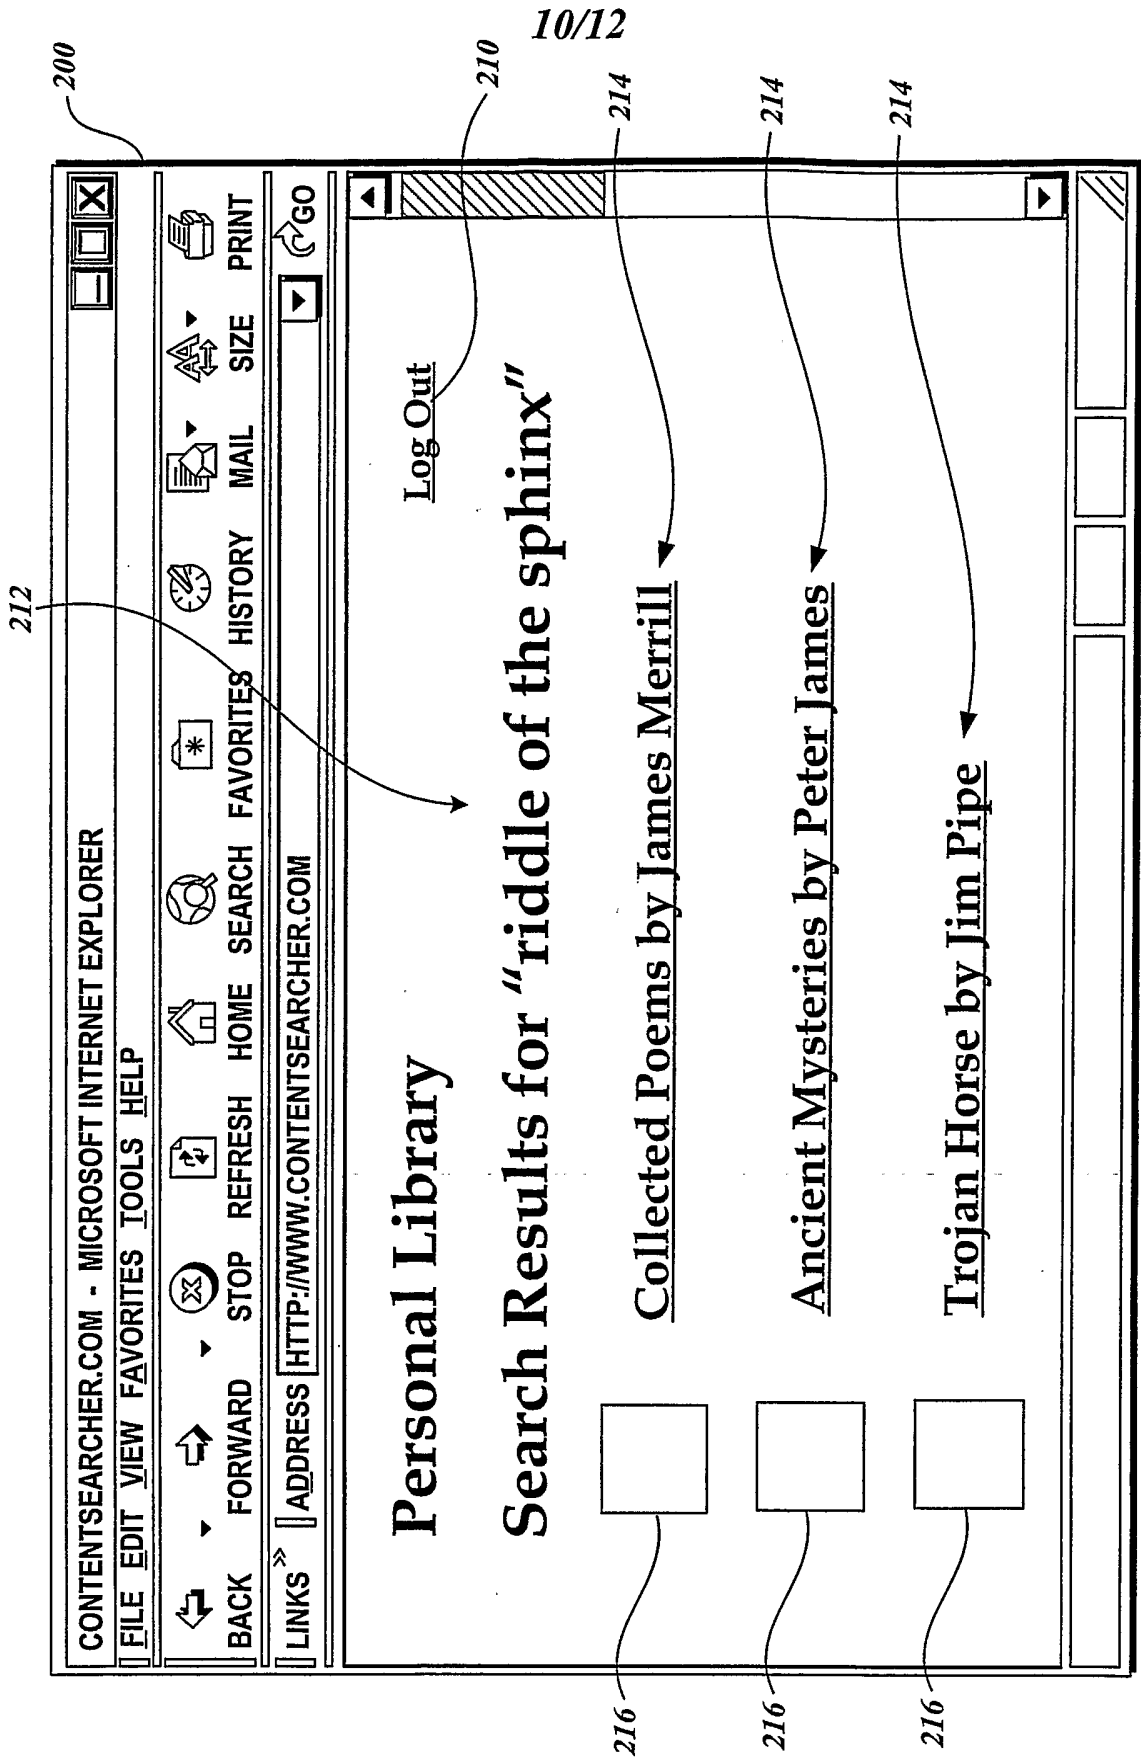 10/12
200
CONTENTSEARCHER.COM - MICROSOFT INTERNET EXPLORER
FILE EDIT VIEW FAVORITES TOOLS HELP
BACK FORWARD STOP REFRESH HOME SEARCH FAVORITES HISTORY MAIL SIZE PRINT
LINKS » ADDRESS HTTP://WWW.CONTENTSEARCHER.COM GO
212
Personal Library
Log Out
210
Search Results for "riddle of the sphinx"
216
Collected Poems by James Merrill
214
216
Ancient Mysteries by Peter James
214
216
Trojan Horse by Jim Pipe
214